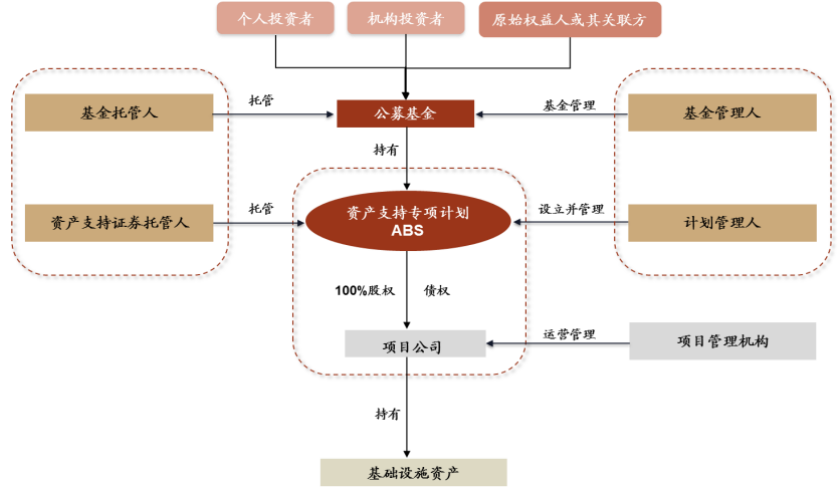 个人投资者
机构投资者
原始权益人或其关联方
基金托管人
托管
公募基金
基金管理
基金管理人
持有
资产支持证券托管人
托管
资产支持专项计划
ABS
设立并管理
计划管理人
100%股权
债权
项目公司
运营管理
项目管理机构
持有
基础设施资产